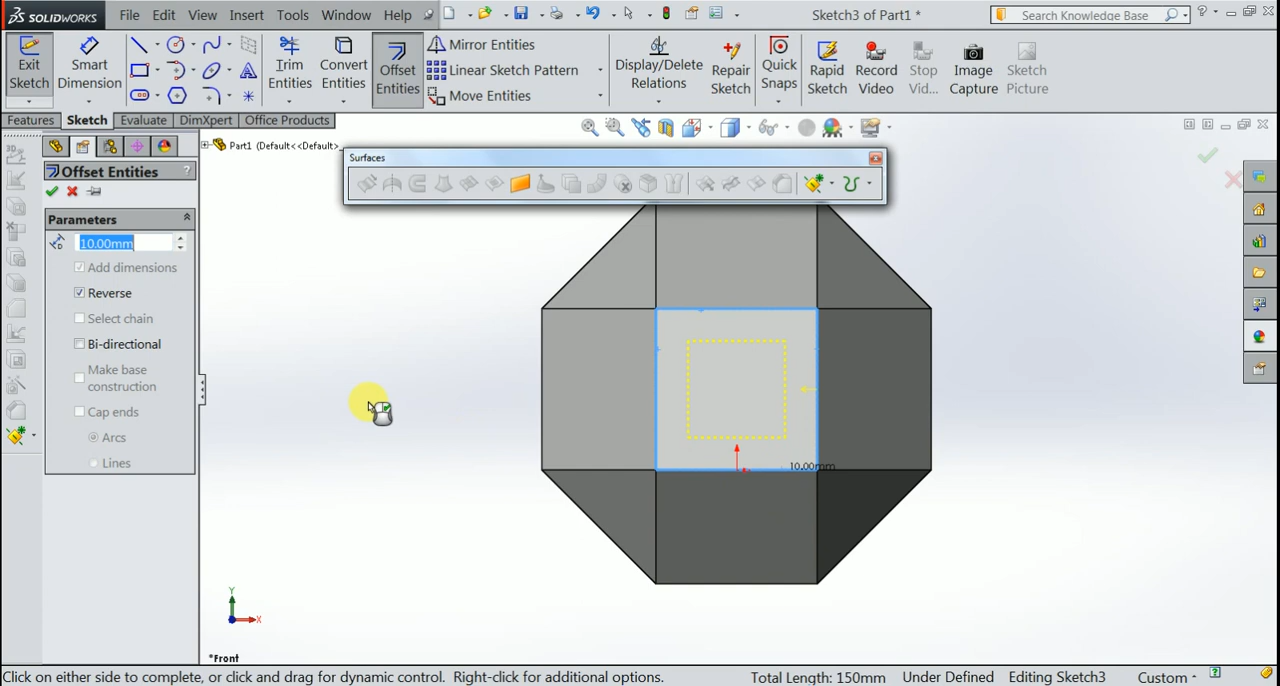 SOLIDWORKS
File Edit View Insert Tools Window Help
Sketch3 of Part1 *
Search Knowledge Base
Exit Sketch
Smart Dimension
Trim Entities
Convert Entities
Offset Entities
Mirror Entities
Linear Sketch Pattern
Move Entities
Display/Delete Relations
Repair Sketch
Quick Snaps
Rapid Sketch
Record Video
Stop Vid...
Image Capture
Sketch Picture
Features Sketch Evaluate DimXpert Office Products
Part1 (Default<<Default>_
Surfaces
Offset Entities ?
Parameters
10.00mm
Add dimensions
Reverse
Select chain
Bi-directional
Make base
construction
Cap ends
Arcs
Lines
10.00mm
Y
X
*Front
Click on either side to complete, or click and drag for dynamic control. Right-click for additional options.
Total Length: 150mm Under Defined Editing Sketch3 Custom